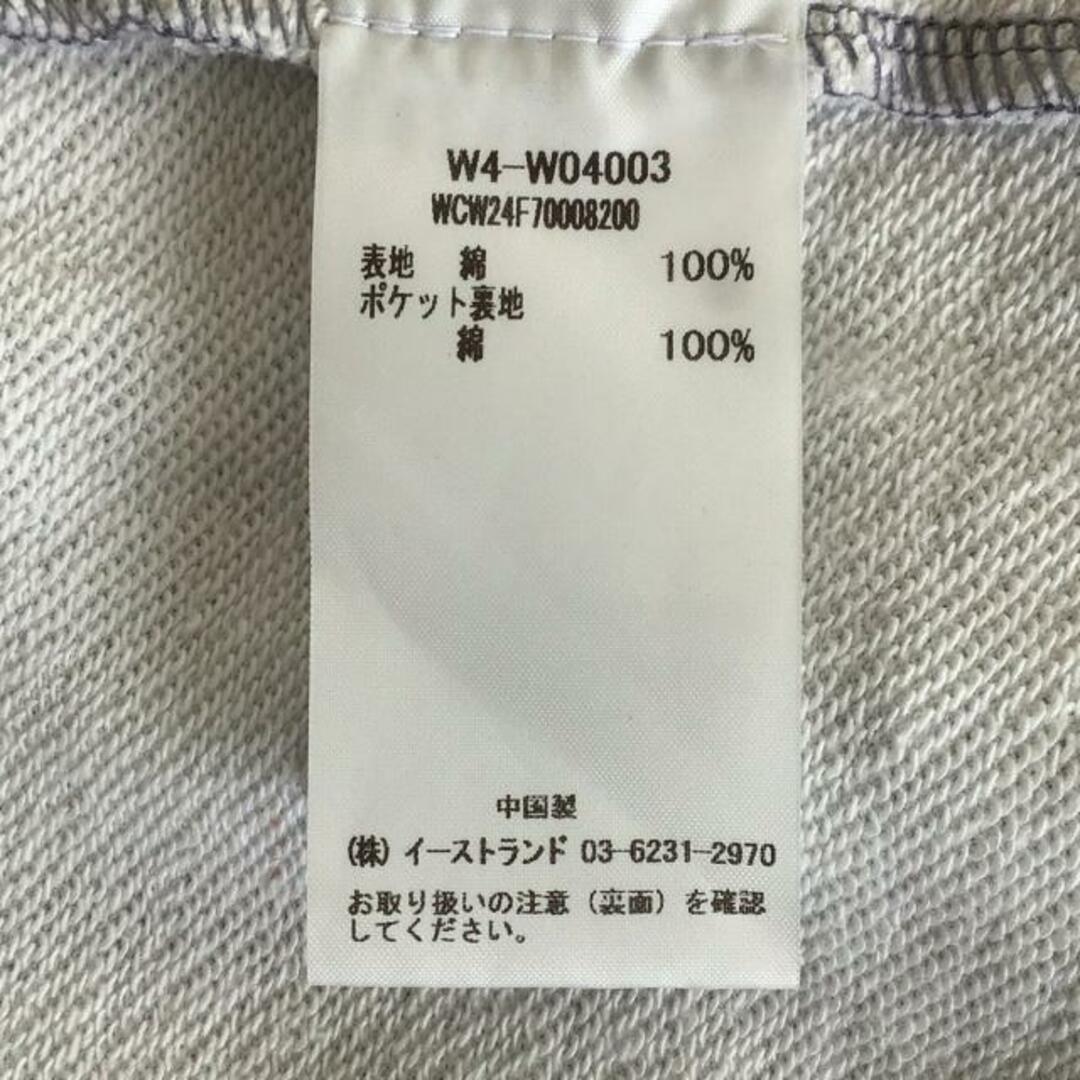 W4-W04003
WCW24F70008200
表地 綿 100%
ポケット裏地
綿 100%
中国製
(株) イーストランド 03-6231-2970
お取り扱いの注意（裏面）を確認
してください。